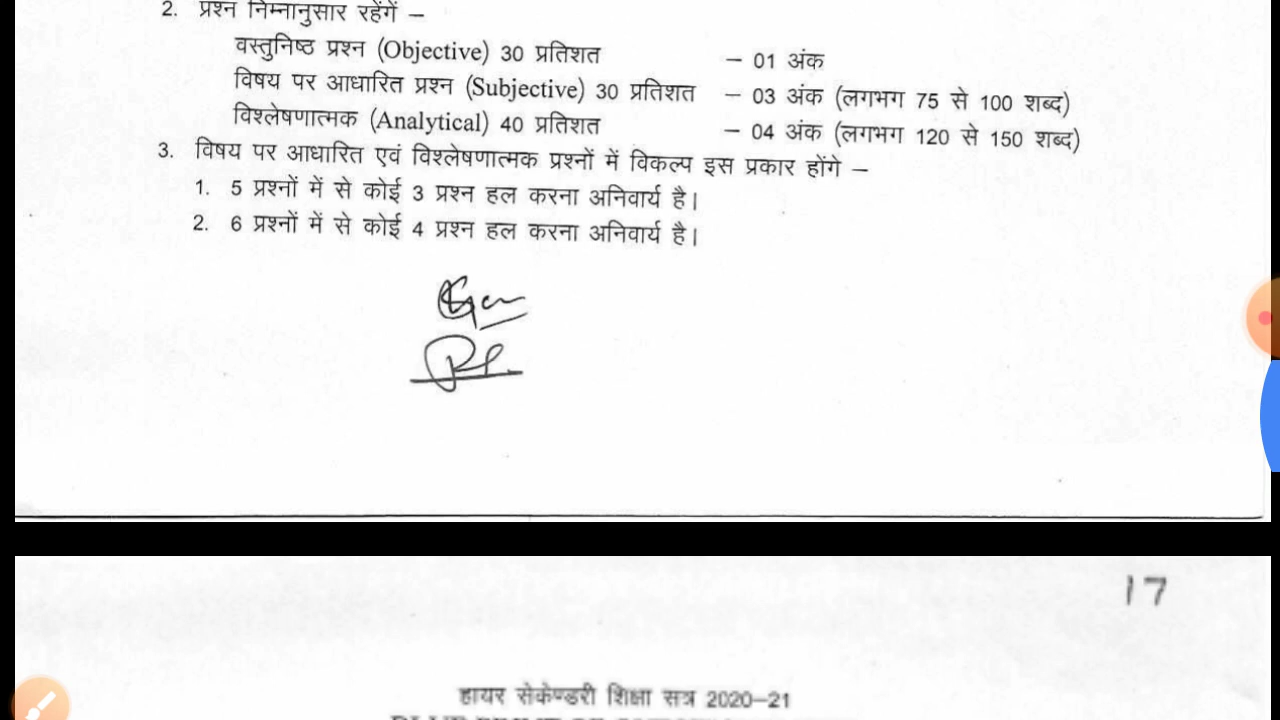 2. प्रश्न निम्नानुसार रहेंगें –
वस्तुनिष्ठ प्रश्न (Objective) 30 प्रतिशत – 01 अंक
विषय पर आधारित प्रश्न (Subjective) 30 प्रतिशत – 03 अंक (लगभग 75 से 100 शब्द)
विश्लेषणात्मक (Analytical) 40 प्रतिशत – 04 अंक (लगभग 120 से 150 शब्द)
3. विषय पर आधारित एवं विश्लेषणात्मक प्रश्नों में विकल्प इस प्रकार होंगे –
1. 5 प्रश्नों में से कोई 3 प्रश्न हल करना अनिवार्य है।
2. 6 प्रश्नों में से कोई 4 प्रश्न हल करना अनिवार्य है।
17
हायर सेकेण्डरी शिक्षा सत्र 2020–21